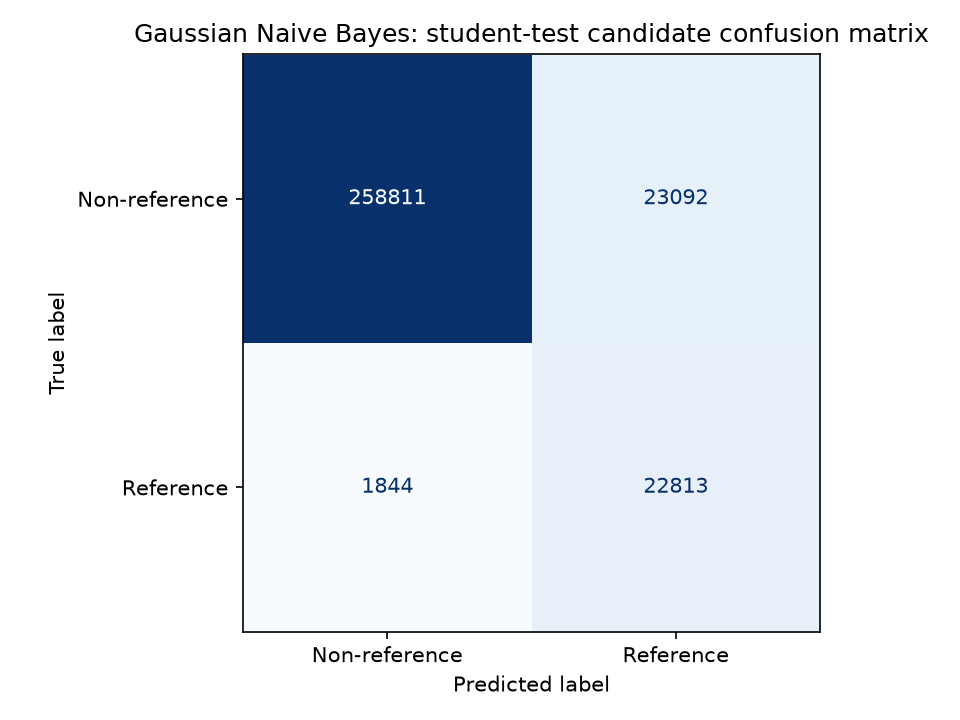 Gaussian Naive Bayes: student-test candidate confusion matrix
True label
Non-reference
258811
23092
Reference
1844
22813
Non-reference
Reference
Predicted label